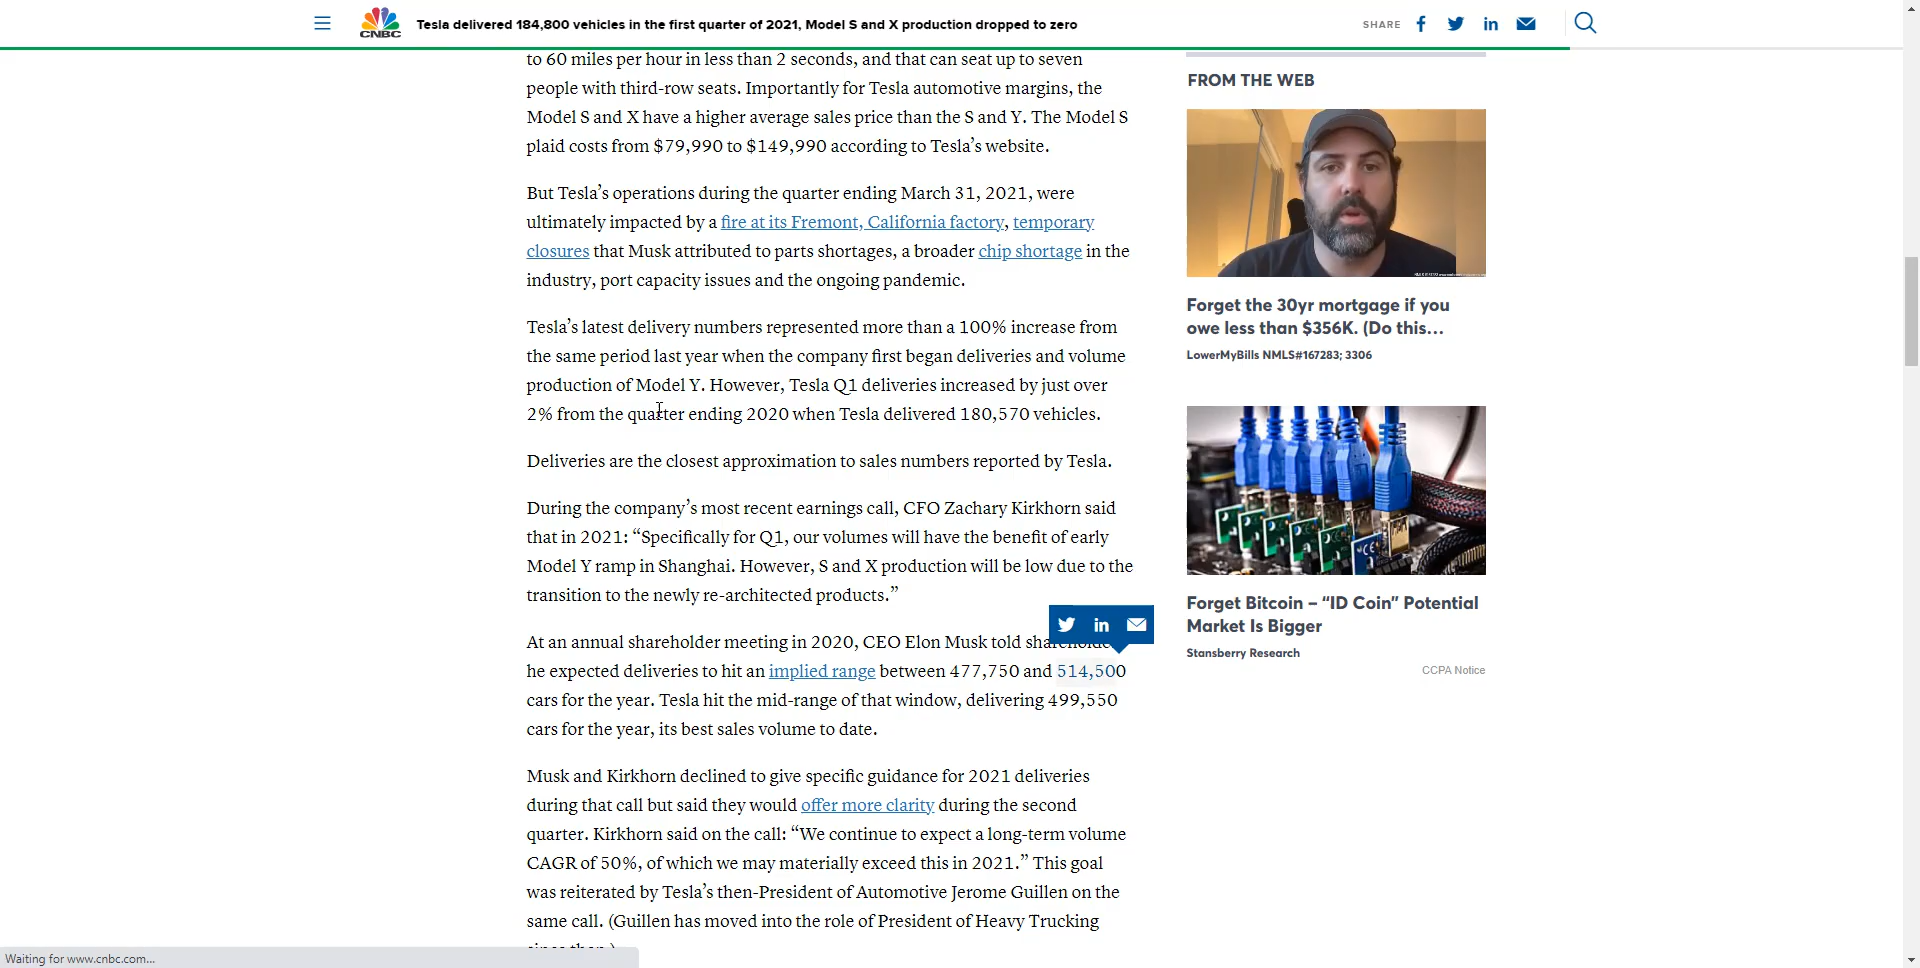 CNBC
Tesla delivered 184,800 vehicles in the first quarter of 2021, Model S and X production dropped to zero
SHARE
to 60 miles per hour in less than 2 seconds, and that can seat up to seven
people with third-row seats. Importantly for Tesla automotive margins, the
Model S and X have a higher average sales price than the S and Y. The Model S
plaid costs from $79,990 to $149,990 according to Tesla’s website.
But Tesla’s operations during the quarter ending March 31, 2021, were
ultimately impacted by a fire at its Fremont, California factory, temporary
closures that Musk attributed to parts shortages, a broader chip shortage in the
industry, port capacity issues and the ongoing pandemic.
Tesla’s latest delivery numbers represented more than a 100% increase from
the same period last year when the company first began deliveries and volume
production of Model Y. However, Tesla Q1 deliveries increased by just over
2% from the quarter ending 2020 when Tesla delivered 180,570 vehicles.
Deliveries are the closest approximation to sales numbers reported by Tesla.
During the company’s most recent earnings call, CFO Zachary Kirkhorn said
that in 2021: “Specifically for Q1, our volumes will have the benefit of early
Model Y ramp in Shanghai. However, S and X production will be low due to the
transition to the newly re-architected products.”
At an annual shareholder meeting in 2020, CEO Elon Musk told
he expected deliveries to hit an implied range between 477,750 and 514,500
cars for the year. Tesla hit the mid-range of that window, delivering 499,550
cars for the year, its best sales volume to date.
Musk and Kirkhorn declined to give specific guidance for 2021 deliveries
during that call but said they would offer more clarity during the second
quarter. Kirkhorn said on the call: “We continue to expect a long-term volume
CAGR of 50%, of which we may materially exceed this in 2021.” This goal
was reiterated by Tesla’s then-President of Automotive Jerome Guillen on the
same call. (Guillen has moved into the role of President of Heavy Trucking
FROM THE WEB
Forget the 30yr mortgage if you
owe less than $356K. (Do this…
LowerMyBills NMLS#167283; 3306
Forget Bitcoin – “ID Coin” Potential
Market Is Bigger
Stansberry Research
CCPA Notice
Waiting for www.cnbc.com...